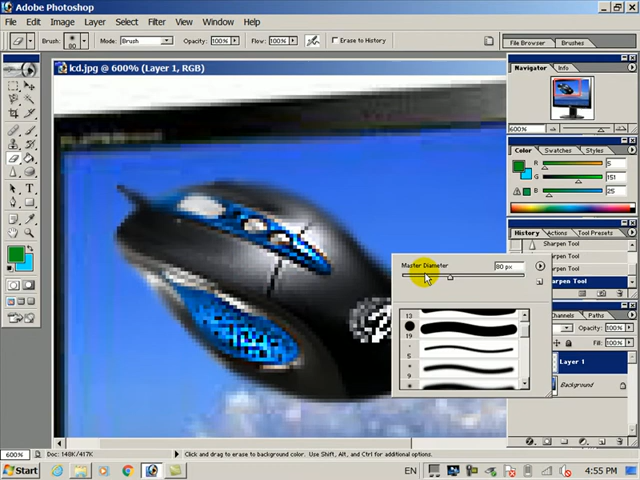 Adobe Photoshop
File Edit Image Layer Select Filter View Window Help
Brush: 80 Mode: Brush Opacity: 100% Flow: 100% Erase to History
File Browser Brushes
lcd.jpg @ 600% (Layer 1, RGB)
Navigator Info
600%
Color Swatches Styles
R 5
G 151
B 25
History Actions Tool Presets
Sharpen Tool
Sharpen Tool
Sharpen Tool
Master Diameter 80 px
13
19
5
9
Channels Paths
Opacity: 100%
Fill: 100%
Layer 1
Background
600% Doc: 148K/417K Click and drag to erase to background color. Use Shift, Alt, and Ctrl for additional options.
Start EN 4:55 PM